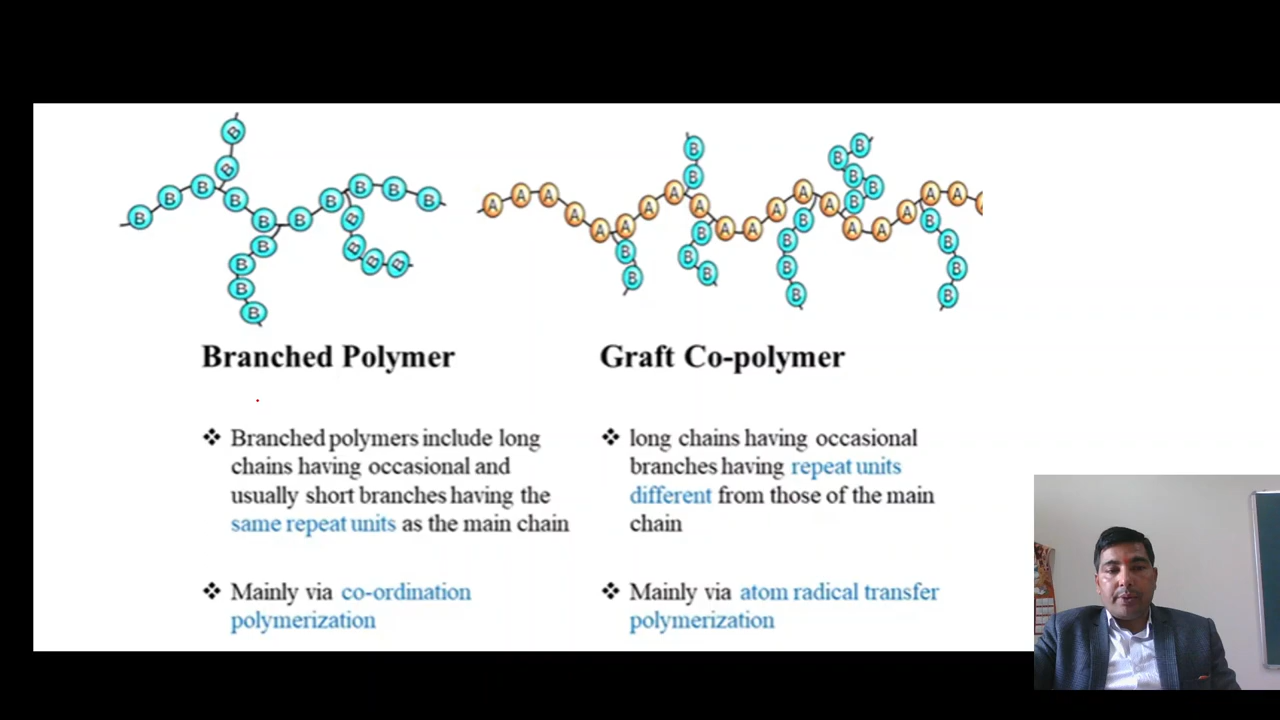 B B B B B B B B B B B B B B B B B B B B
A A A A A A A A A A A A A A A A A A
B B B B B B B B B B B B B B B B B B B B
Branched Polymer
Graft Co-polymer
❖ Branched polymers include long
chains having occasional and
usually short branches having the
same repeat units as the main chain
❖ Mainly via co-ordination
polymerization
❖ long chains having occasional
branches having repeat units
different from those of the main
chain
❖ Mainly via atom radical transfer
polymerization